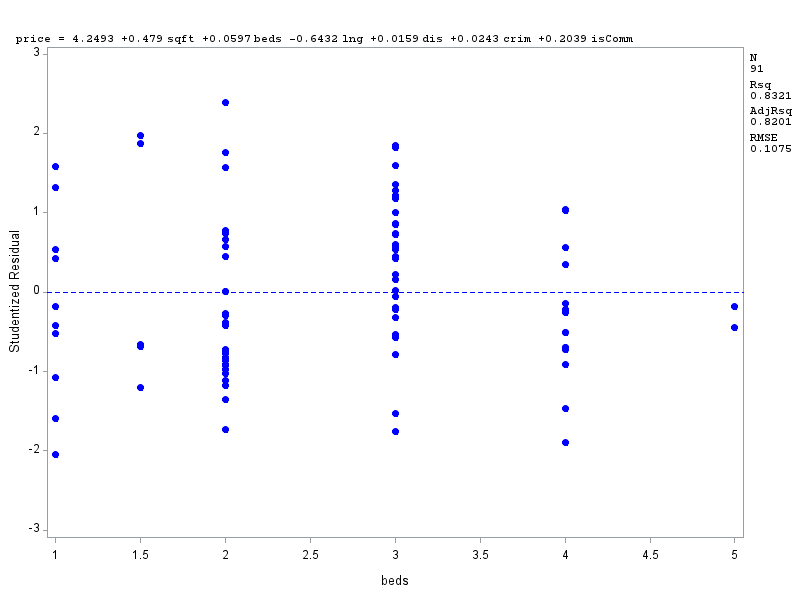 price = 4.2493 +0.479 sqft +0.0597 beds -0.6432 lng +0.0159 dis +0.0243 crim +0.2039 isComm
N
91
Rsq
0.8321
AdjRsq
0.8201
RMSE
0.1075
3
2
1
0
-1
-2
-3
Studentized Residual
1 1.5 2 2.5 3 3.5 4 4.5 5
beds